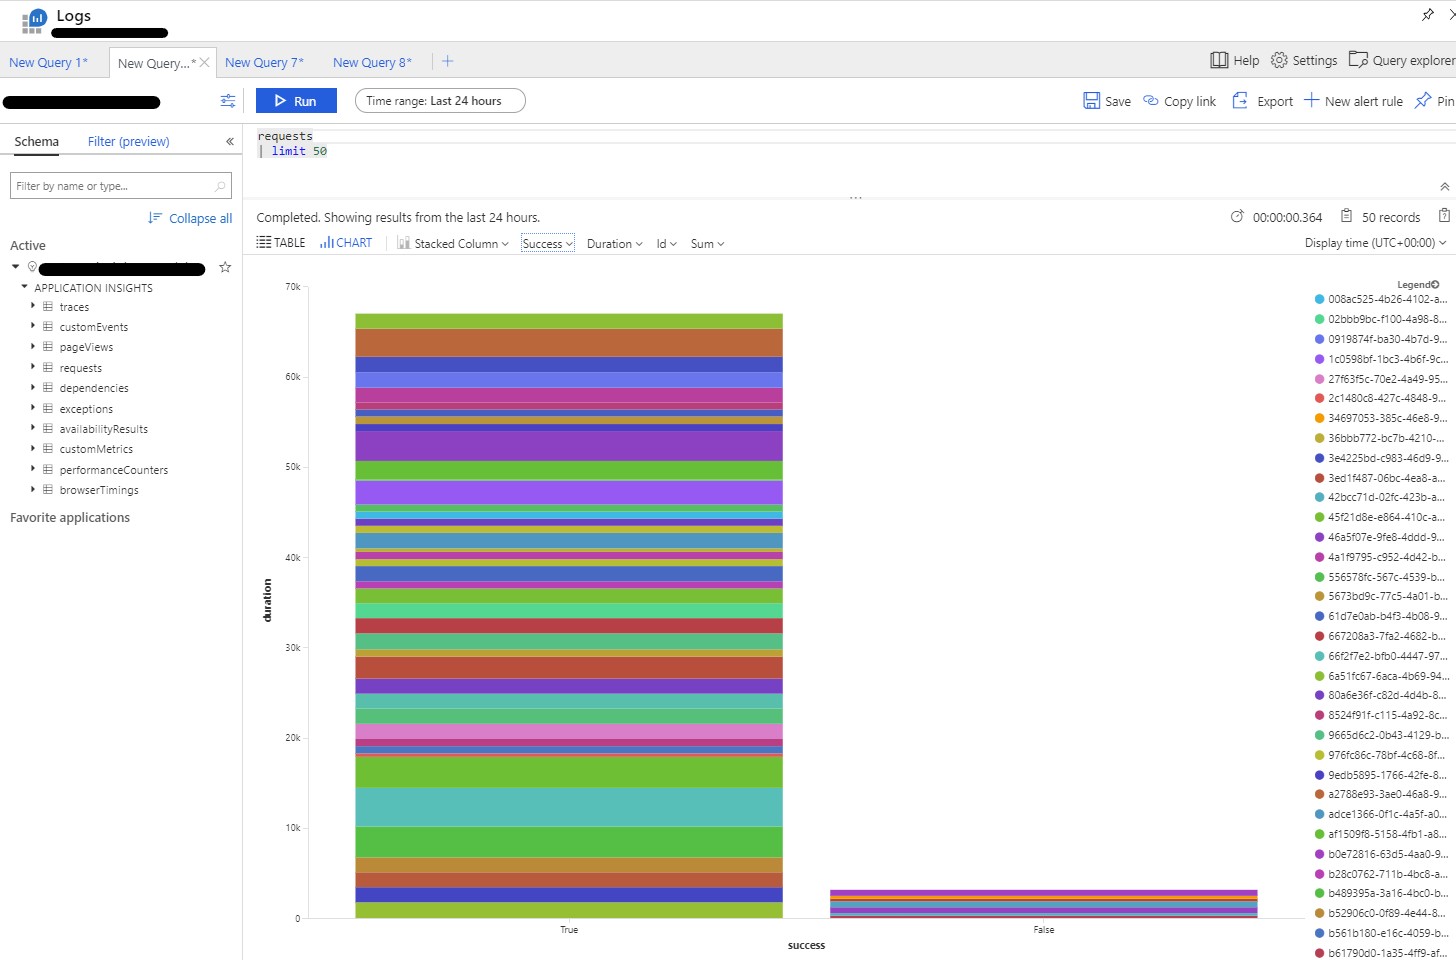 Logs
New Query 1*
New Query...*
New Query 7*
New Query 8*
Help
Settings
Query explorer
Run
Time range: Last 24 hours
Save
Copy link
Export
New alert rule
Pin
Schema
Filter (preview)
«
requests
| limit 50
Filter by name or type...
Collapse all
Active
APPLICATION INSIGHTS
traces
customEvents
pageViews
requests
dependencies
exceptions
availabilityResults
customMetrics
performanceCounters
browserTimings
Favorite applications
...
Completed. Showing results from the last 24 hours.
00:00:00.364
50 records
TABLE
CHART
Stacked Column
Success
Duration
Id
Sum
Display time (UTC+00:00)
70k
60k
50k
40k
30k
20k
10k
0
duration
True
False
success
Legend
008ac525-4b26-4102-a...
02bbb9bc-f100-4a98-8...
0919874f-ba30-4b7d-9...
1c0598bf-1bc3-4b6f-9c...
27f63f5c-70e2-4a49-95...
2c1480c8-427c-4848-9...
34697053-385c-46e8-9...
36bbb772-bc7b-4210-...
3e4225bd-c983-46d9-9...
3ed1f487-06bc-4ea8-a...
42bcc71d-02fc-423b-a...
45f21d8e-e864-410c-a...
46a5f07e-9fe8-4ddd-9...
4a1f9795-c952-4d42-b...
556578fc-567c-4539-b...
5673bd9c-77c5-4a01-b...
61d7e0ab-b4f3-4b08-9...
667208a3-7fa2-4682-b...
66f2f7e2-bfb0-4447-97...
6a51fc67-6aca-4b69-94...
80a6e36f-c82d-4d4b-8...
8524f91f-c115-4a92-8c...
9665d6c2-0b43-4129-b...
976fc86c-78bf-4c68-8f...
9edb5895-1766-42fe-8...
a2788e93-3ae0-46a8-9...
adce1366-0f1c-4a5f-a0...
af1509f8-5158-4fb1-a8...
b0e72816-63d5-4aa0-9...
b28c0762-711b-4bc8-a...
b489395a-3a16-4bc0-b...
b52906c0-0f89-4e44-8...
b561b180-e16c-4059-b...
b61790d0-1a35-4ff9-af...